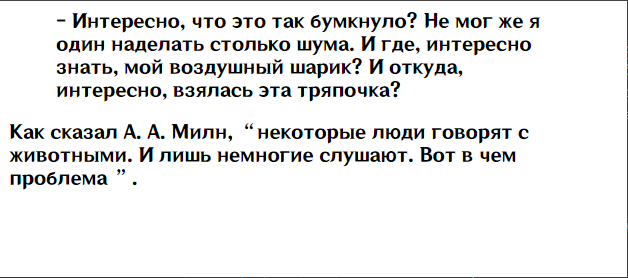 – Интересно, что это так бумкнуло? Не мог же я
один наделать столько шума. И где, интересно
знать, мой воздушный шарик? И откуда,
интересно, взялась эта тряпочка?
Как сказал А. А. Милн, “некоторые люди говорят с
животными. И лишь немногие слушают. Вот в чем
проблема ” .